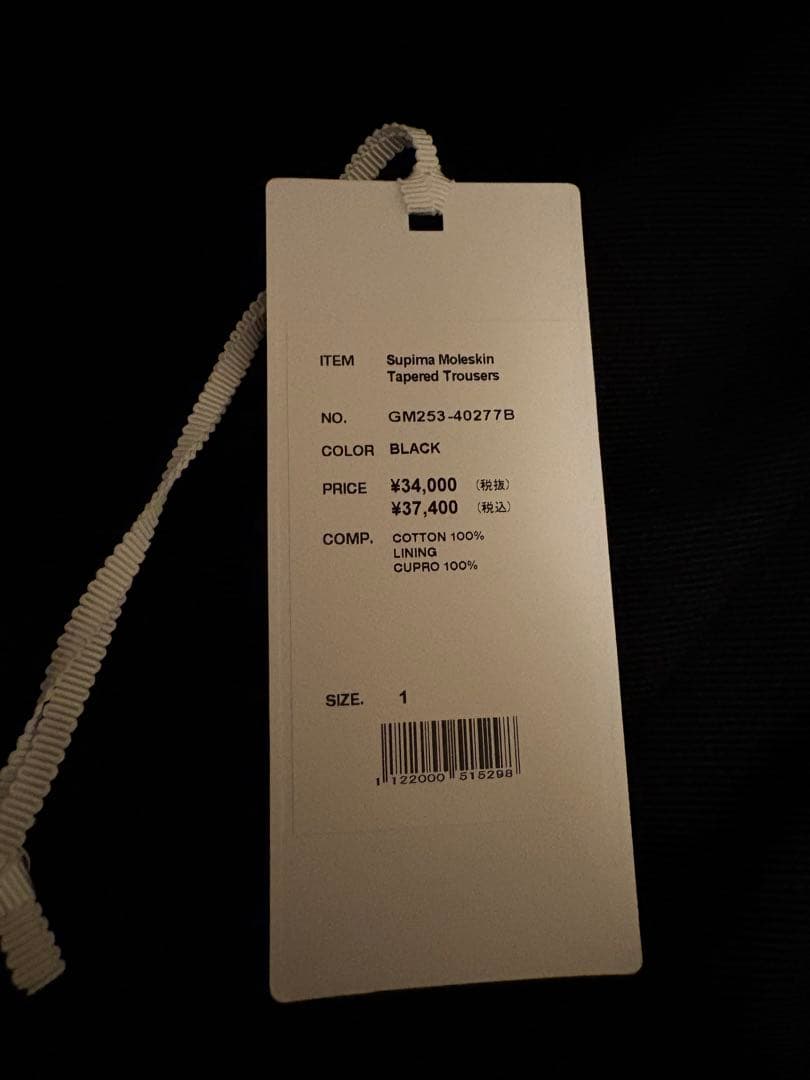 ITEM Supima Moleskin
Tapered Trousers
NO. GM253-40277B
COLOR BLACK
PRICE ¥34,000 (税抜)
¥37,400 (税込)
COMP. COTTON 100%
LINING
CUPRO 100%
SIZE. 1
1 122000 515298